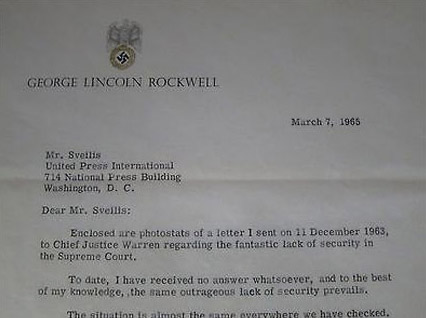 GEORGE LINCOLN ROCKWELL
March 7, 1965
Mr. Sveilis
United Press International
714 National Press Building
Washington, D. C.
Dear Mr. Sveilis:
Enclosed are photostats of a letter I sent on 11 December 1963,
to Chief Justice Warren regarding the fantastic lack of security in
the Supreme Court.
To date, I have received no answer whatsoever, and to the best
of my knowledge, the same outrageous lack of security prevails.
The situation is almost the same everywhere we have checked.